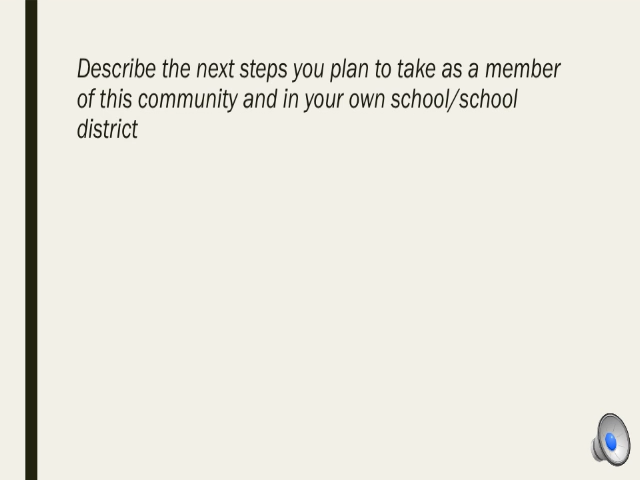 Describe the next steps you plan to take as a member
of this community and in your own school/school
district